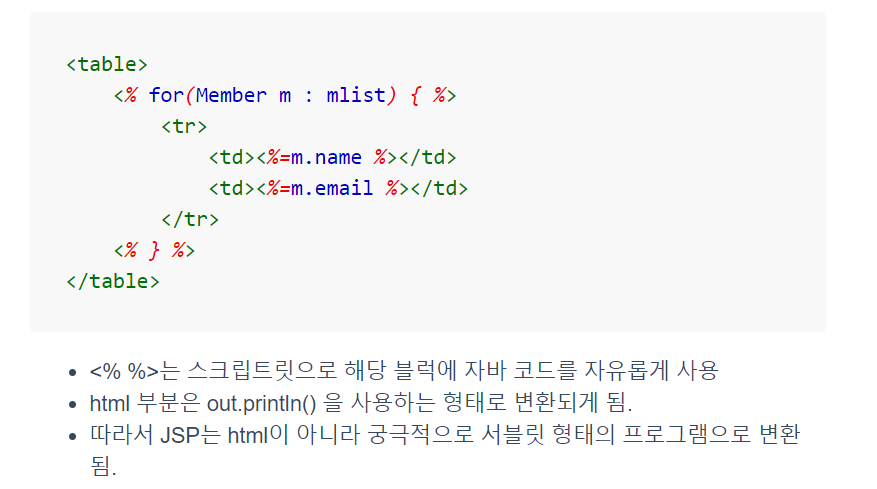 <table>
    <% for(Member m : mlist) { %>
        <tr>
            <td><%=m.name %></td>
            <td><%=m.email %></td>
        </tr>
    <% } %>
</table>
• <% %>는 스크립트릿으로 해당 블럭에 자바 코드를 자유롭게 사용
• html 부분은 out.println() 을 사용하는 형태로 변환되게 됨.
• 따라서 JSP는 html이 아니라 궁극적으로 서블릿 형태의 프로그램으로 변환
됨.